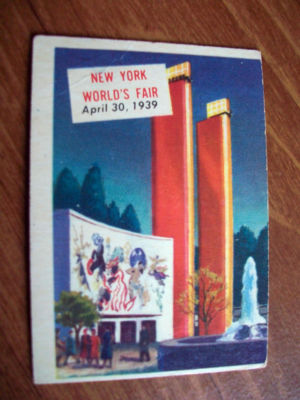 NEW YORK
WORLD'S FAIR
April 30, 1939